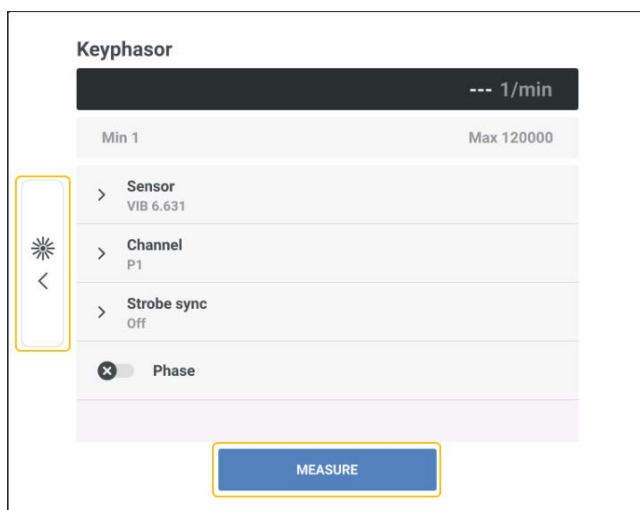 Keyphasor
--- 1/min
Min 1 Max 120000
Sensor
VIB 6.631
Channel
P1
Strobe sync
Off
Phase
MEASURE